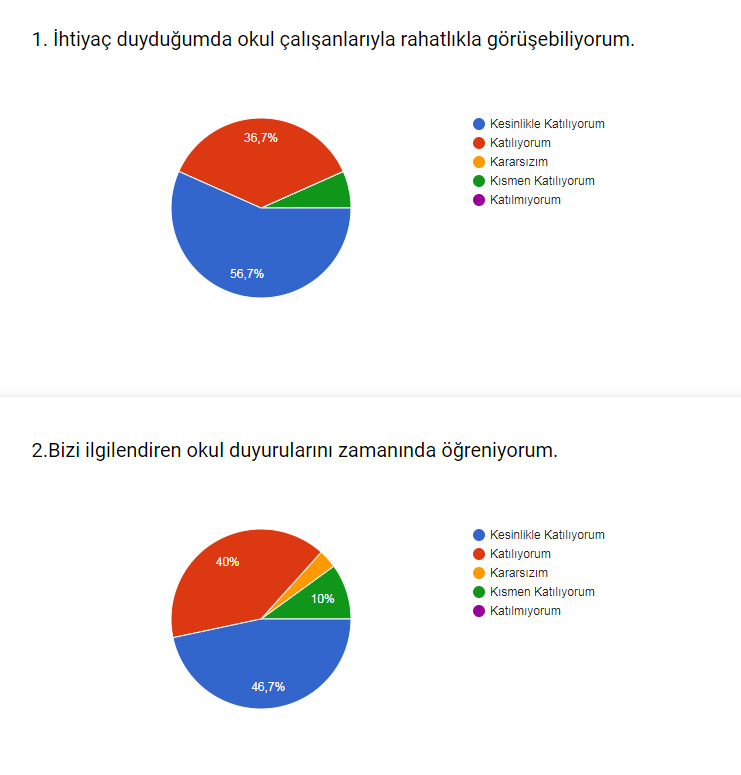 1. İhtiyaç duyduğumda okul çalışanlarıyla rahatlıkla görüşebiliyorum.
36,7%
56,7%
Kesinlikle Katılıyorum
Katılıyorum
Kararsızım
Kısmen Katılıyorum
Katılmıyorum
2.Bizi ilgilendiren okul duyurularını zamanında öğreniyorum.
40%
10%
46,7%
Kesinlikle Katılıyorum
Katılıyorum
Kararsızım
Kısmen Katılıyorum
Katılmıyorum